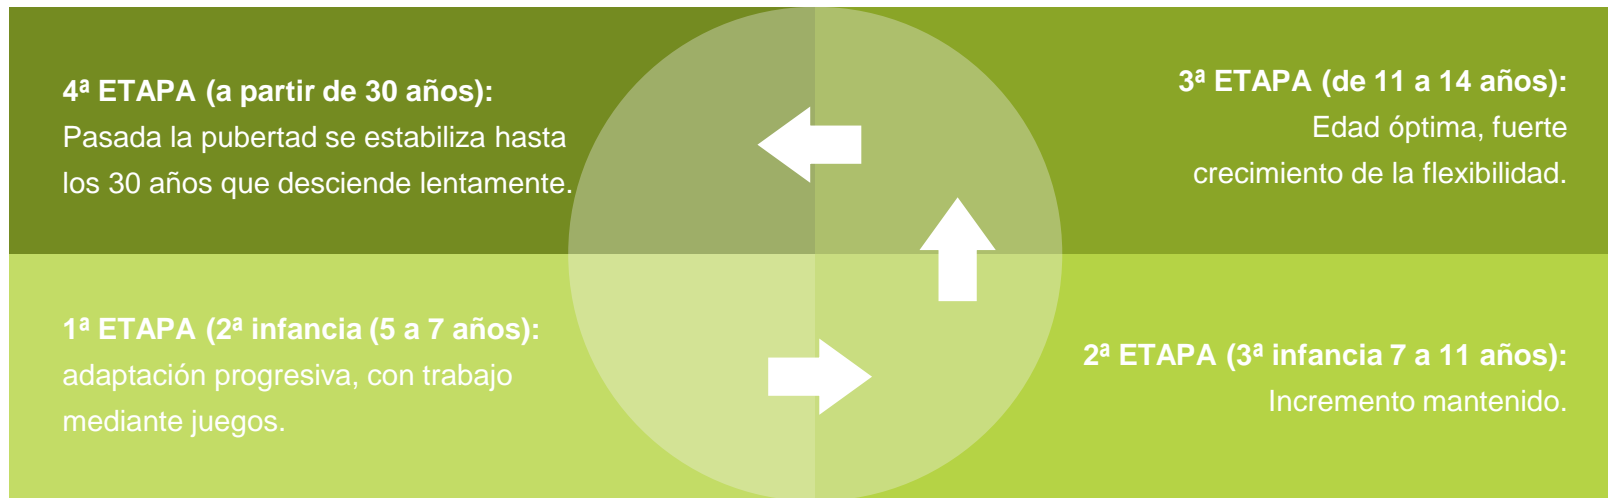 4ª ETAPA (a partir de 30 años):
Pasada la pubertad se estabiliza hasta
los 30 años que desciende lentamente.
3ª ETAPA (de 11 a 14 años):
Edad óptima, fuerte
crecimiento de la flexibilidad.
1ª ETAPA (2ª infancia (5 a 7 años):
adaptación progresiva, con trabajo
mediante juegos.
2ª ETAPA (3ª infancia 7 a 11 años):
Incremento mantenido.